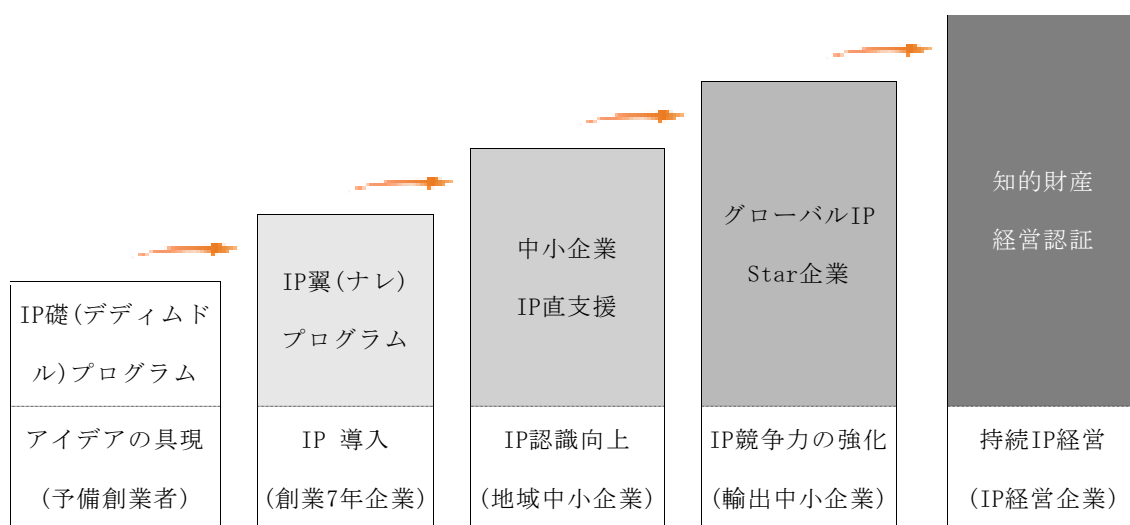 IP礎(デディムド
ル)プログラム
アイデアの具現
(予備創業者)
IP翼(ナレ)
プログラム
IP 導入
(創業7年企業)
中小企業
IP直支援
IP認識向上
(地域中小企業)
グローバルIP
Star企業
IP競争力の強化
(輸出中小企業)
知的財産
経営認証
持続IP経営
(IP経営企業)